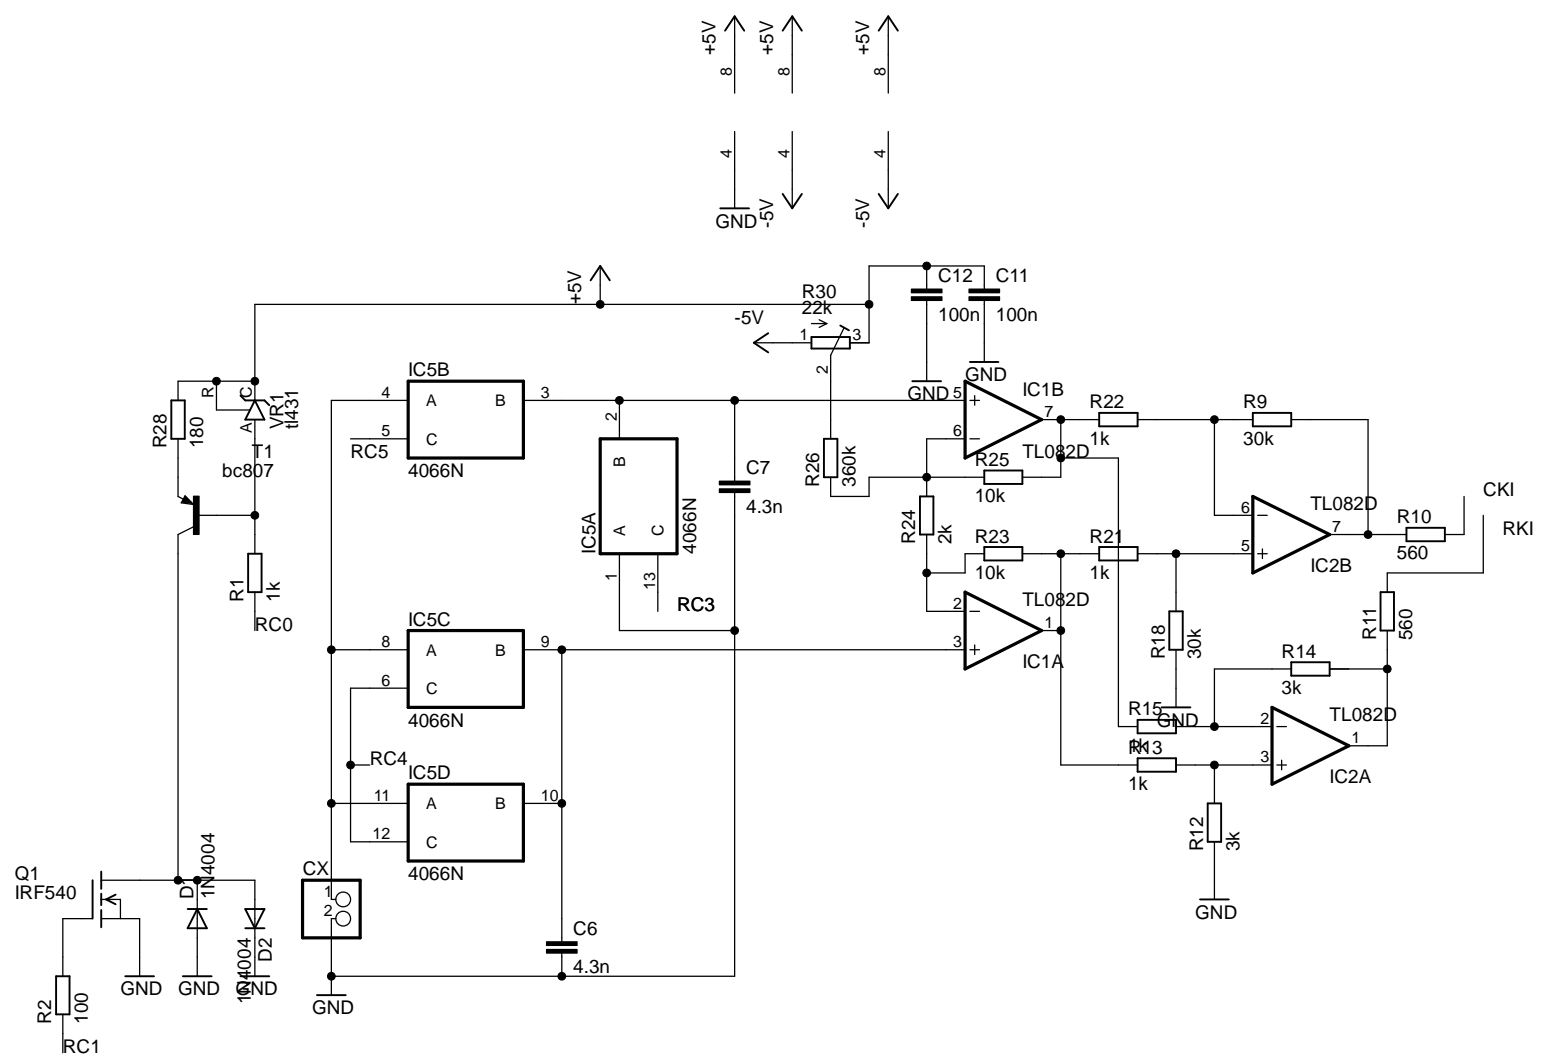 +5V
+5V
+5V
8
8
8
4
4
4
GND
-5V
-5V
+5V
R30
22k
-5V
1
3
2
C12
100n
C11
100n
GND
GND
R
C
A
VR1
tl431
R28
180
T1
bc807
R1
1k
RC0
IC5B
4
A
B
3
5
C
RC5
4066N
2
B
A
C
IC5A
4066N
1
13
RC3
C7
4.3n
R26
360k
IC1B
5
+
6
−
7
TL082D
R22
1k
R9
30k
R25
10k
R24
2k
R23
10k
R21
1k
TL082D
6
−
5
+
7
IC2B
R10
560
CKI
RKI
TL082D
2
−
3
+
1
IC1A
R18
30k
GND
R11
560
R14
3k
R15
1k
R13
1k
TL082D
2
−
3
+
1
IC2A
R12
3k
GND
IC5C
8
A
B
9
6
C
4066N
RC4
IC5D
11
A
B
10
12
C
4066N
CX
1
2
C6
4.3n
GND
Q1
IRF540
1N4004
D2
1N4004
GND
GND
GND
R2
100
RC1